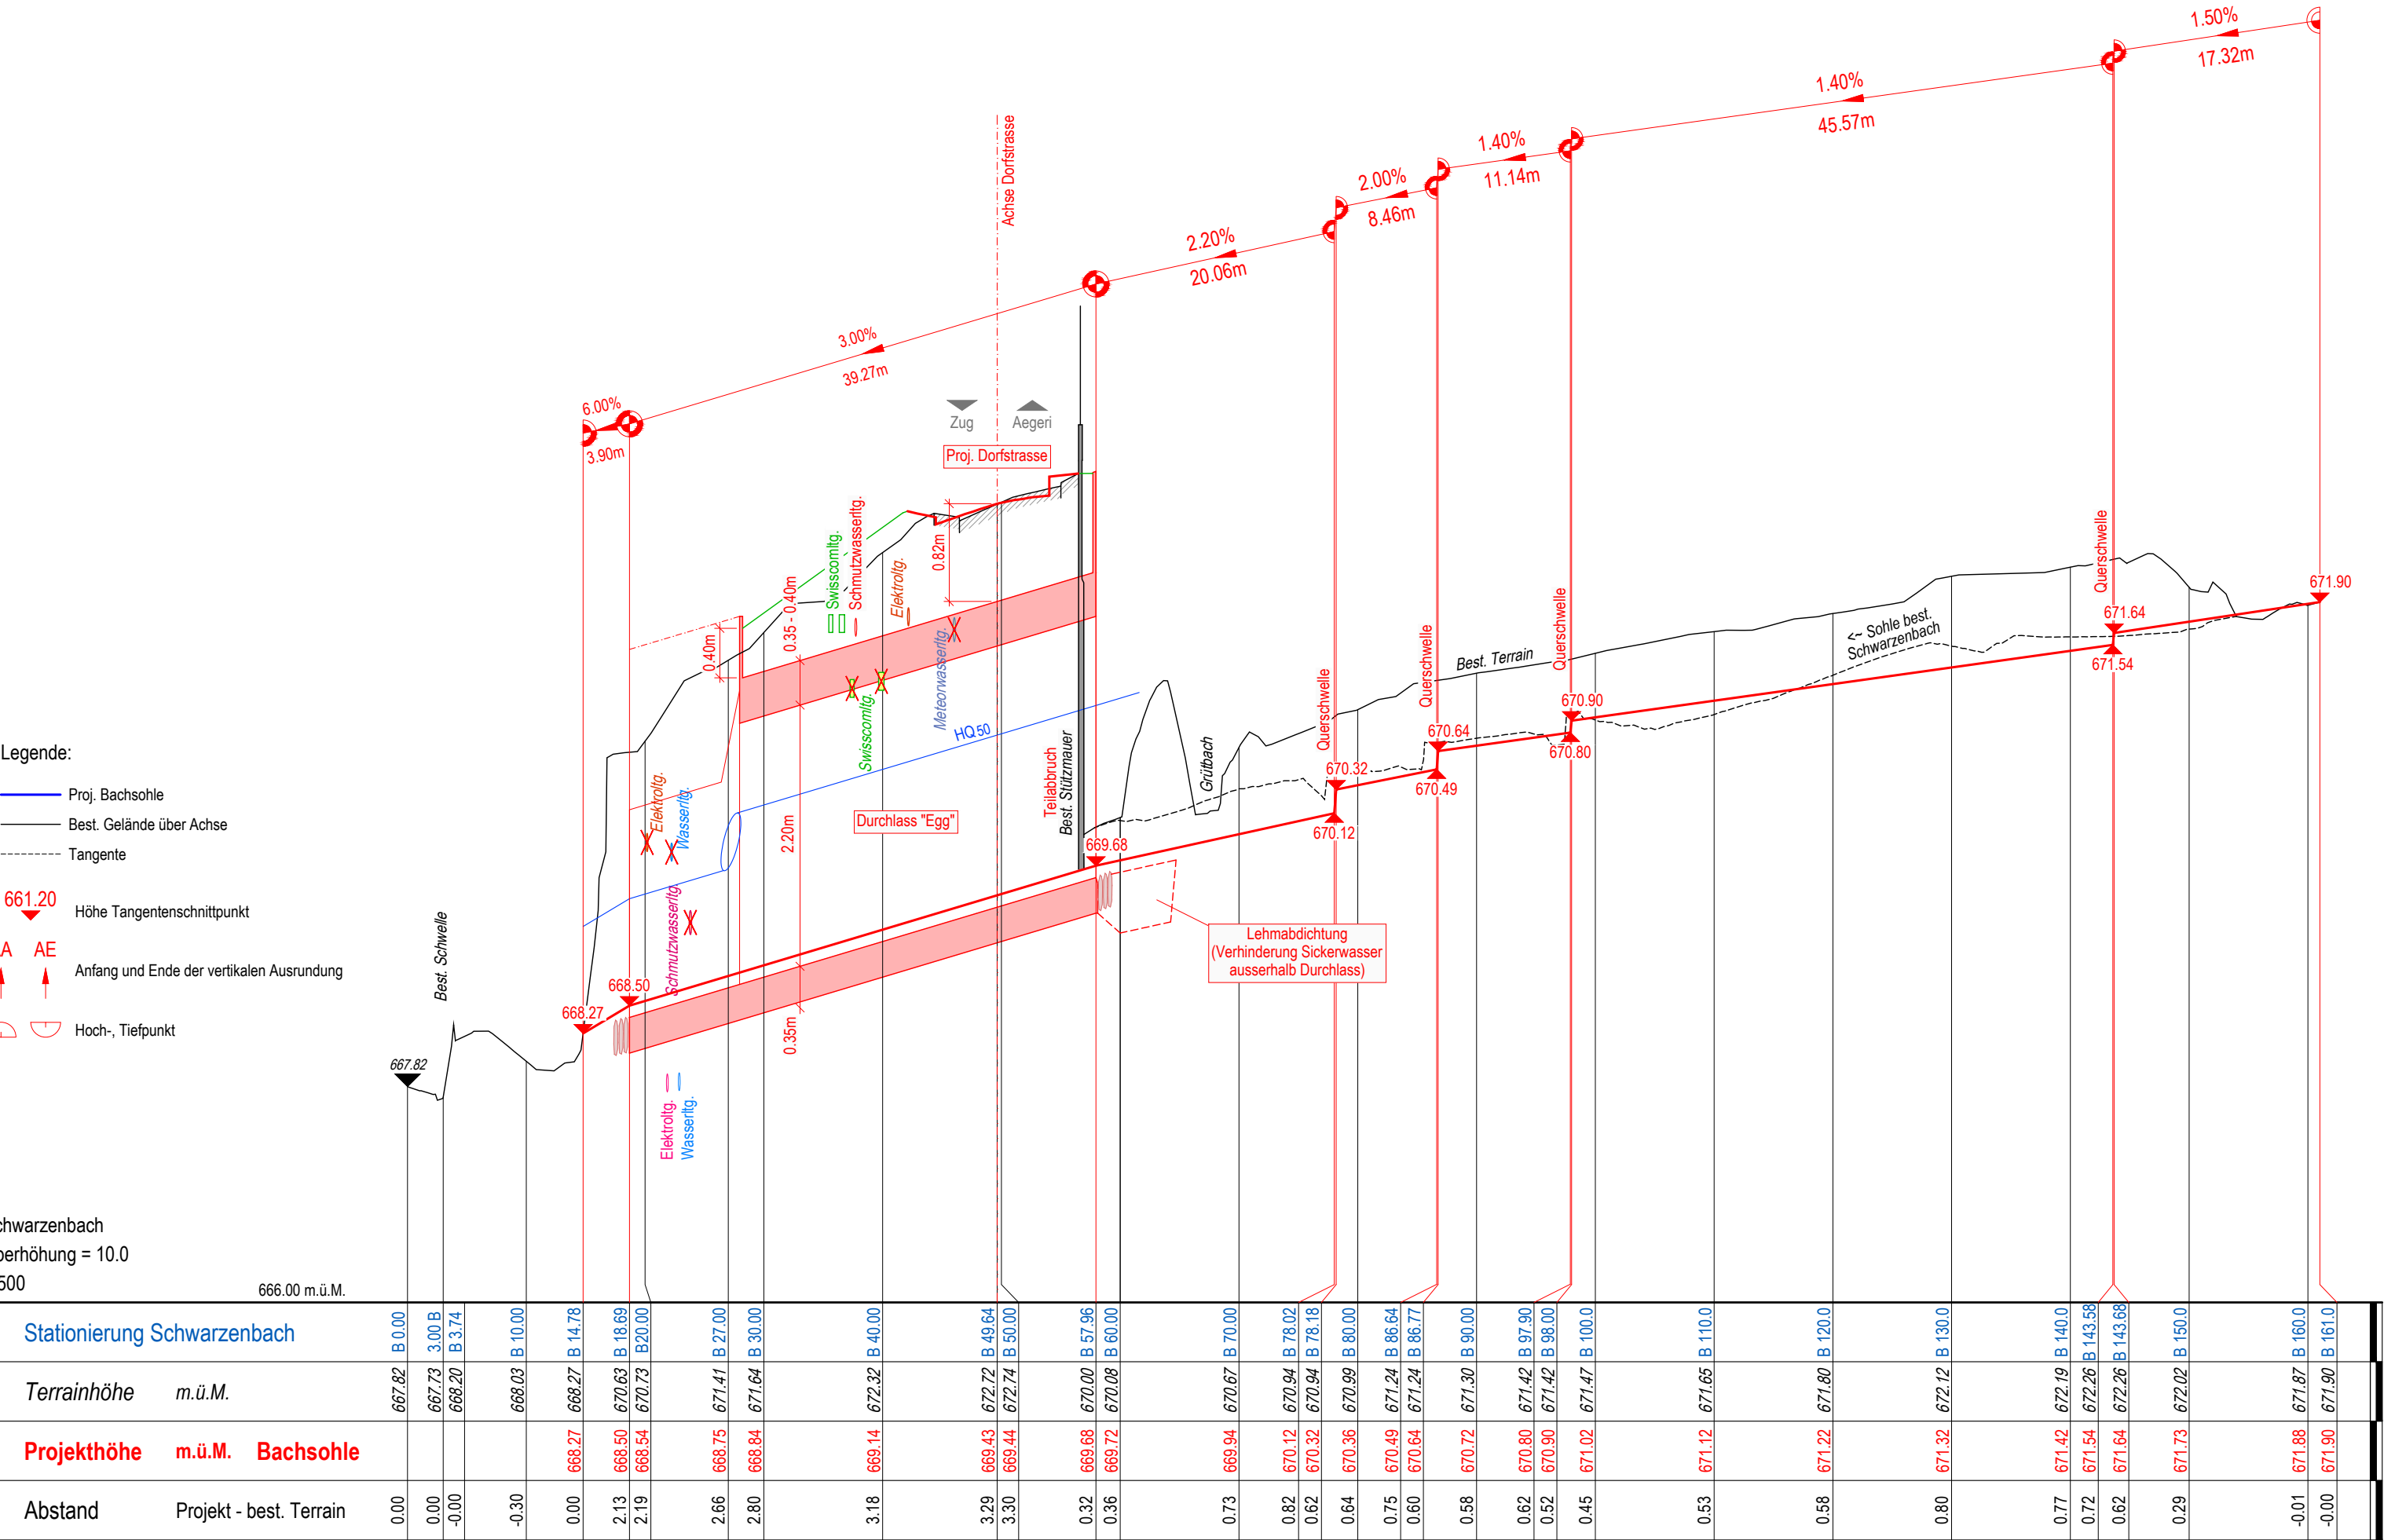 1.50%
17.32m
1.40%
45.57m
1.40%
11.14m
2.00%
8.46m
2.20%
20.06m
3.00%
39.27m
6.00%
3.90m
Achse Dorfstrasse
Zug
Aegeri
Proj. Dorfstrasse
0.82m
Swisscomltg.
Schmutzwasserltg.
Elektroltg.
0.35 - 0.40m
0.40m
Meteorwasserltg.
Swisscomltg.
HQ50
Elektroltg.
Wasserltg.
Schmutzwasserltg.
2.20m
Durchlass "Egg"
0.35m
Teilabbruch
Best. Stützmauer
Grütbach
Querschwelle
Querschwelle
Querschwelle
Querschwelle
Best. Terrain
<~ Sohle best.
Schwarzenbach
671.90
671.64
671.54
670.90
670.80
670.64
670.49
670.32
670.12
669.68
668.50
668.27
Lehmabdichtung
(Verhinderung Sickerwasser
ausserhalb Durchlass)
Elektroltg.
Wasserltg.
Best. Schwelle
667.82
Legende:
Proj. Bachsohle
Best. Gelände über Achse
Tangente
661.20
Höhe Tangentenschnittpunkt
A AE
Anfang und Ende der vertikalen Ausrundung
Hoch-, Tiefpunkt
chwarzenbach
berhöhung = 10.0
500
666.00 m.ü.M.
Stationierung Schwarzenbach B 0.00 3.00 B B 3.74 B 10.00 B 14.78 B 18.69 B20.00 B 27.00 B 30.00 B 40.00 B 49.64 B 50.00 B 57.96 B 60.00 B 70.00 B 78.02 B 78.18 B 80.00 B 86.64 B 86.77 B 90.00 B 97.90 B 98.00 B 100.0 B 110.0 B 120.0 B 130.0 B 140.0 B 143.58 B 143.68 B 150.0 B 160.0 B 161.0
Terrainhöhe m.ü.M. 667.82 667.73 668.20 668.03 668.27 670.63 670.73 671.41 671.64 672.32 672.72 672.74 670.00 670.08 670.67 670.94 670.94 670.99 671.24 671.24 671.30 671.42 671.42 671.47 671.65 671.80 672.12 672.19 672.26 672.26 672.02 671.87 671.90
Projekthöhe m.ü.M. Bachsohle 668.27 668.50 668.54 668.75 668.84 669.14 669.43 669.44 669.68 669.72 669.94 670.12 670.32 670.36 670.49 670.64 670.72 670.80 670.90 671.02 671.12 671.22 671.32 671.42 671.54 671.64 671.73 671.88 671.90
Abstand Projekt - best. Terrain 0.00 0.00 -0.00 -0.30 0.00 2.13 2.19 2.66 2.80 3.18 3.29 3.30 0.32 0.36 0.73 0.82 0.62 0.64 0.75 0.60 0.58 0.62 0.52 0.45 0.53 0.58 0.80 0.77 0.72 0.62 0.29 -0.01 -0.00